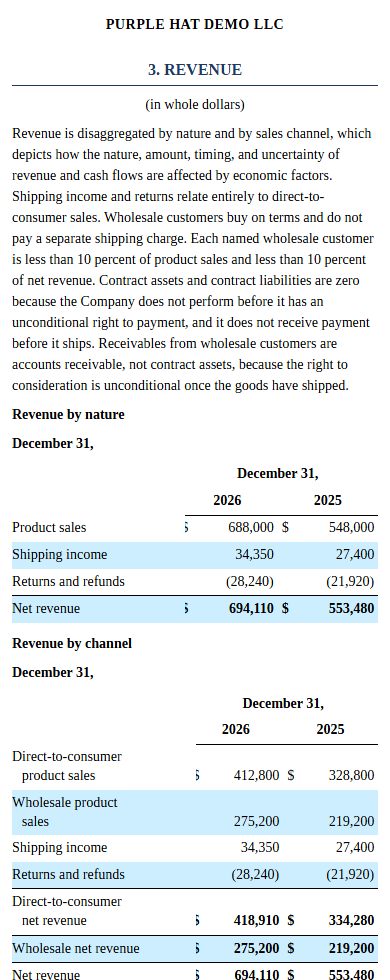 PURPLE HAT DEMO LLC
3. REVENUE
(in whole dollars)
Revenue is disaggregated by nature and by sales channel, which
depicts how the nature, amount, timing, and uncertainty of
revenue and cash flows are affected by economic factors.
Shipping income and returns relate entirely to direct-to-
consumer sales. Wholesale customers buy on terms and do not
pay a separate shipping charge. Each named wholesale customer
is less than 10 percent of product sales and less than 10 percent
of net revenue. Contract assets and contract liabilities are zero
because the Company does not perform before it has an
unconditional right to payment, and it does not receive payment
before it ships. Receivables from wholesale customers are
accounts receivable, not contract assets, because the right to
consideration is unconditional once the goods have shipped.
Revenue by nature
December 31,
December 31,
2026 2025
Product sales $ 688,000 $ 548,000
Shipping income 34,350 27,400
Returns and refunds (28,240) (21,920)
Net revenue $ 694,110 $ 553,480
Revenue by channel
December 31,
December 31,
2026 2025
Direct-to-consumer
product sales $ 412,800 $ 328,800
Wholesale product
sales 275,200 219,200
Shipping income 34,350 27,400
Returns and refunds (28,240) (21,920)
Direct-to-consumer
net revenue $ 418,910 $ 334,280
Wholesale net revenue $ 275,200 $ 219,200
Net revenue $ 694,110 $ 553,480